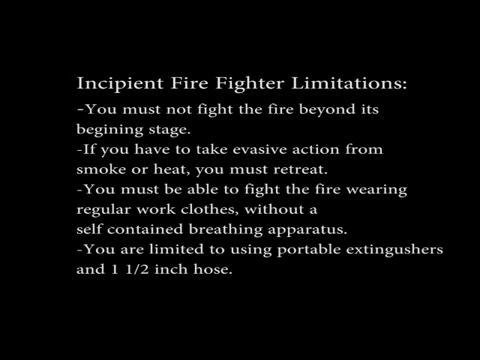 Incipient Fire Fighter Limitations:
-You must not fight the fire beyond its
begining stage.
-If you have to take evasive action from
smoke or heat, you must retreat.
-You must be able to fight the fire wearing
regular work clothes, without a
self contained breathing apparatus.
-You are limited to using portable extingushers
and 1 1/2 inch hose.